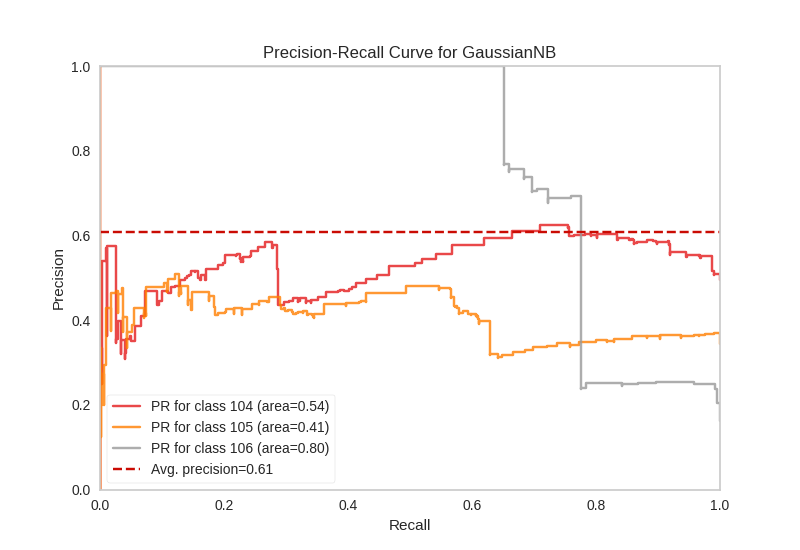 Precision-Recall Curve for GaussianNB
1.0
0.8
0.6
0.4
0.2
0.0
Precision
PR for class 104 (area=0.54)
PR for class 105 (area=0.41)
PR for class 106 (area=0.80)
Avg. precision=0.61
0.0 0.2 0.4 0.6 0.8 1.0
Recall